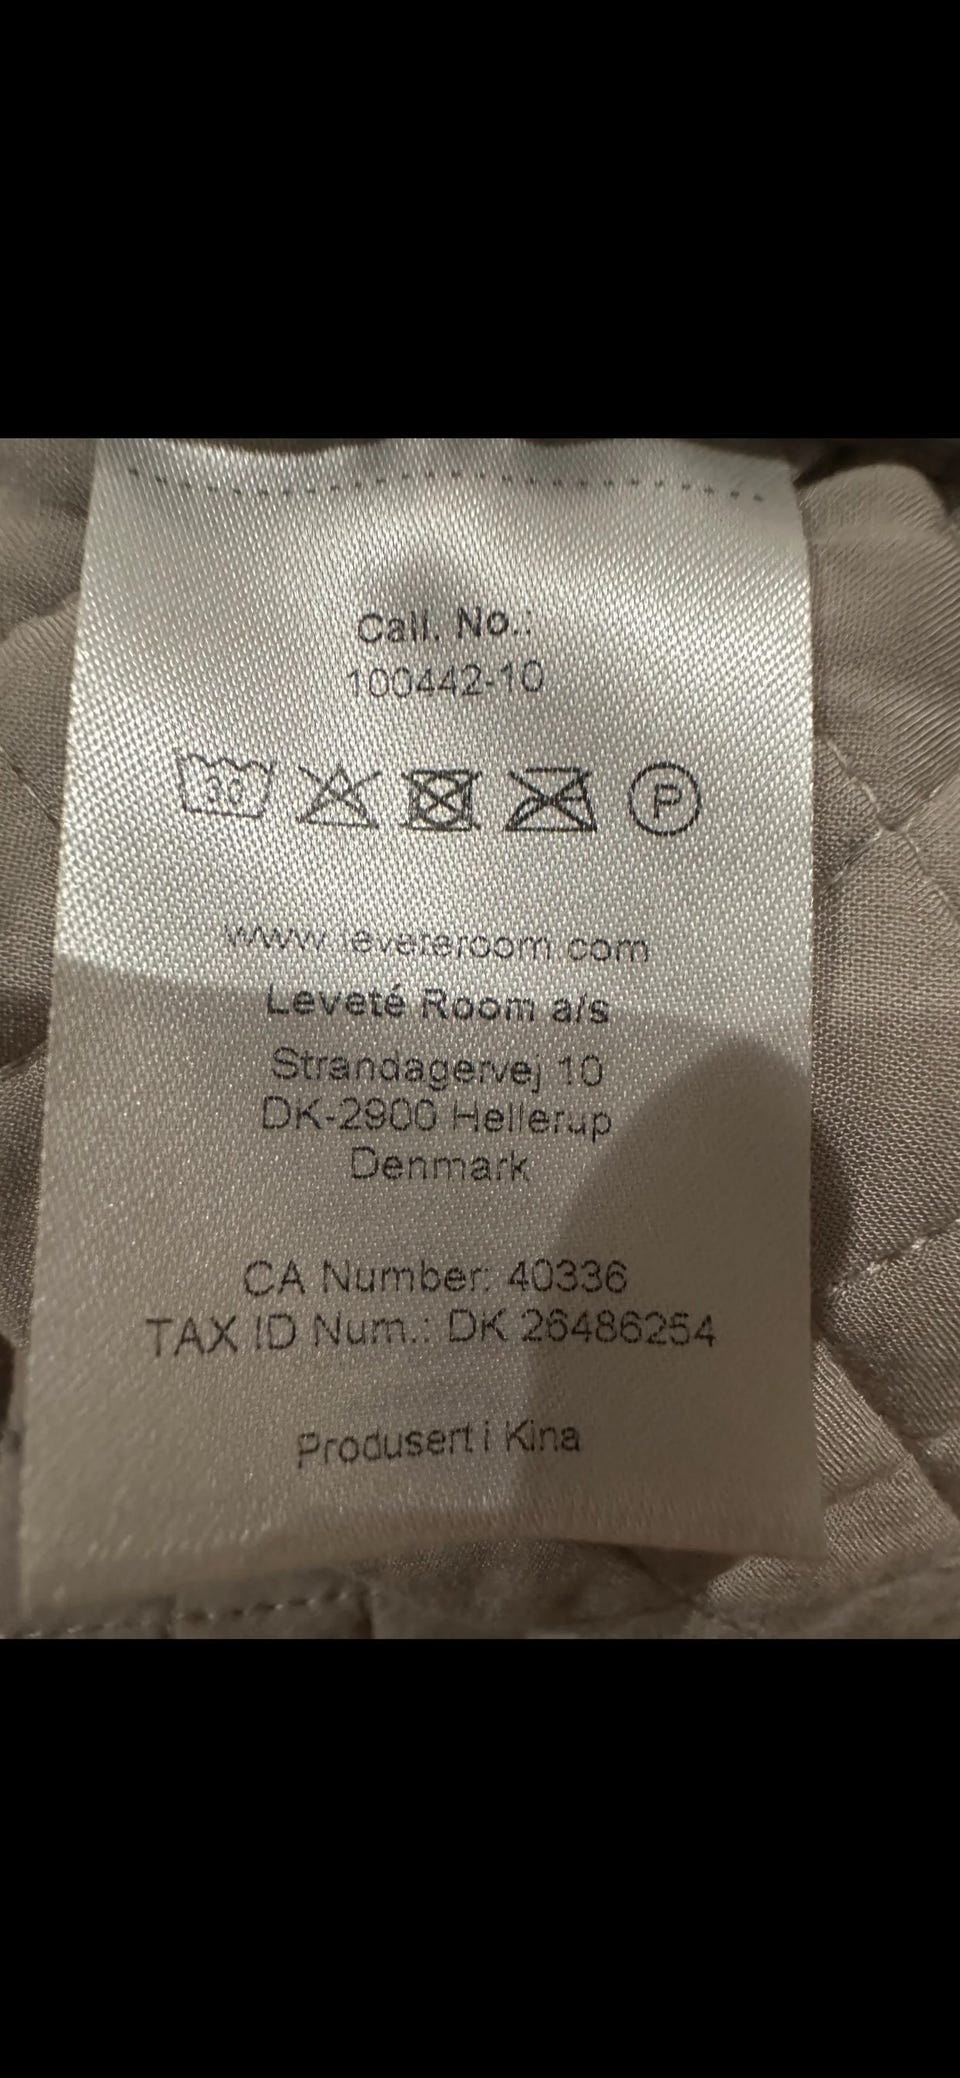 Call. No.:
100442-10
30
P
www.leveteroom.com
Leveté Room a/s
Strandagervej 10
DK-2900 Hellerup
Denmark
CA Number: 40336
TAX ID Num.: DK 26486254
Produsert i Kina